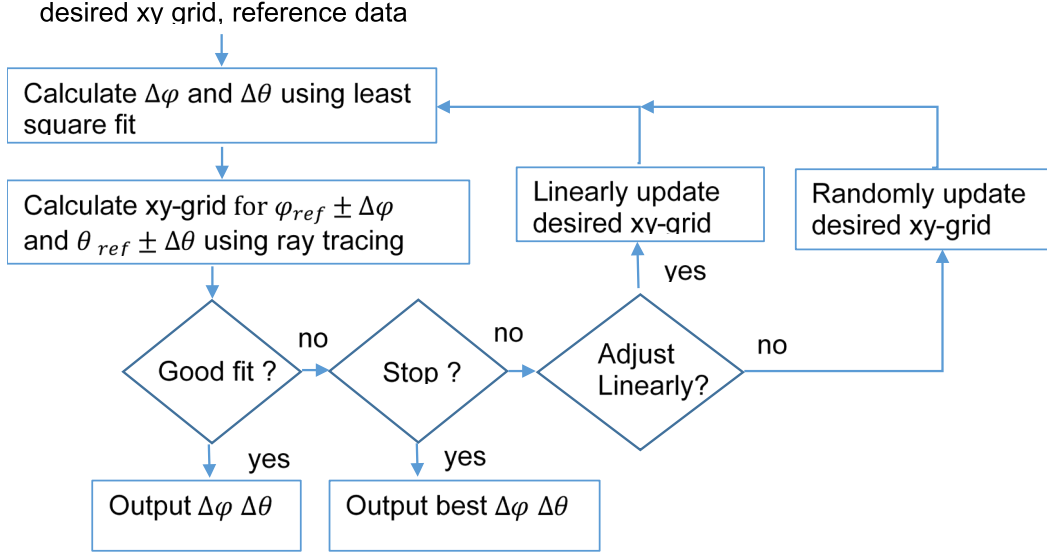 desired xy grid, reference data
Calculate Δφ and Δθ using least
square fit
Calculate xy-grid for φ_ref ± Δφ
and θ_ref ± Δθ using ray tracing
Linearly update
desired xy-grid
Randomly update
desired xy-grid
yes
Good fit ?
no
Stop ?
no
Adjust
Linearly?
no
yes
yes
Output Δφ Δθ
Output best Δφ Δθ